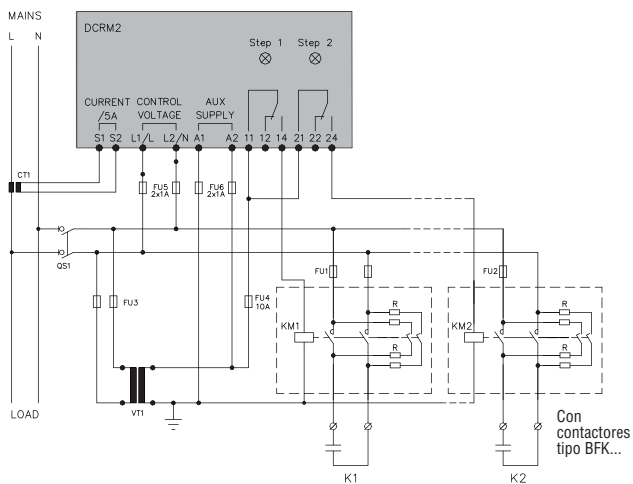 MAINS
L N
DCRM2
Step 1 Step 2
CURRENT CONTROL AUX
/5A VOLTAGE SUPPLY
S1 S2 L1/L L2/N A1 A2 11 12 14 21 22 24
CT1
FU5
2x1A
FU6
2x1A
QS1
FU1
FU2
FU3
FU4
10A
KM1
R
R
KM2
R
R
VT1
LOAD
Con
contactores
tipo BFK...
K1 K2